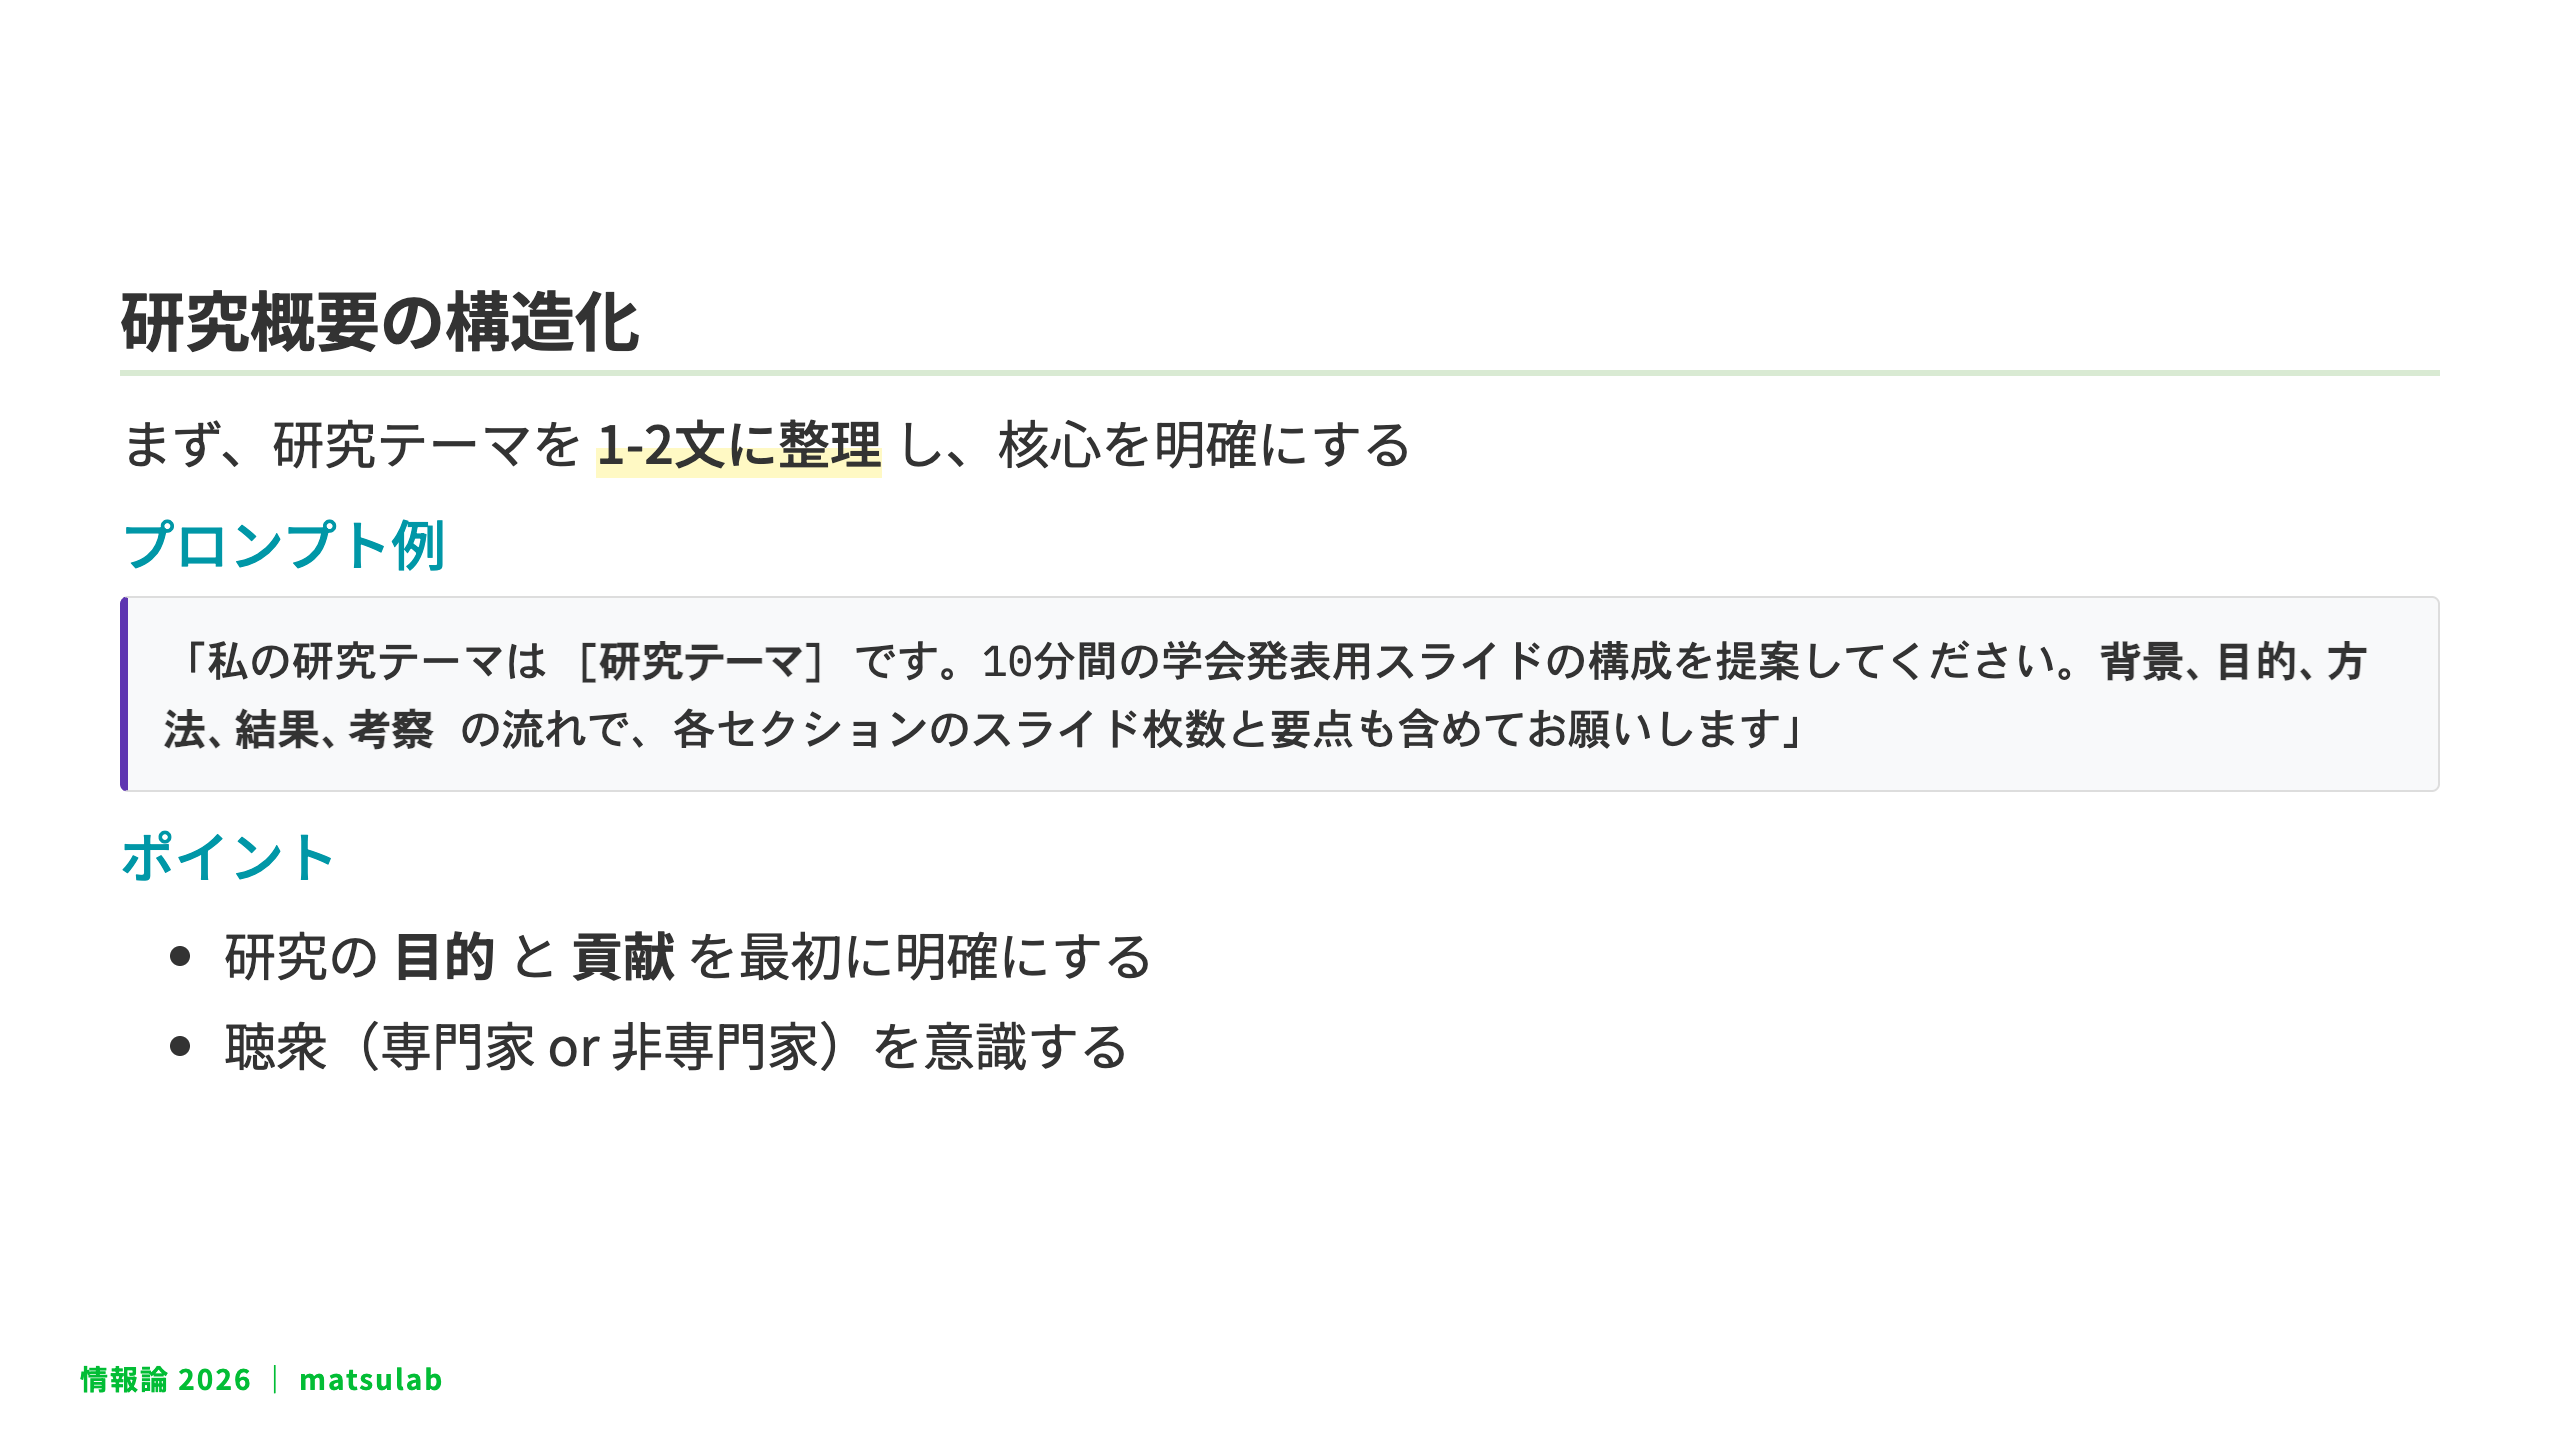 研究概要の構造化
まず、研究テーマを 1-2文に整理 し、核心を明確にする
プロンプト例
「私の研究テーマは [研究テーマ] です。10分間の学会発表用スライドの構成を提案してください。背景、目的、方
法、結果、考察 の流れで、各セクションのスライド枚数と要点も含めてお願いします」
ポイント
• 研究の 目的 と 貢献 を最初に明確にする
• 聴衆（専門家 or 非専門家）を意識する
情報論 2026 ｜ matsulab